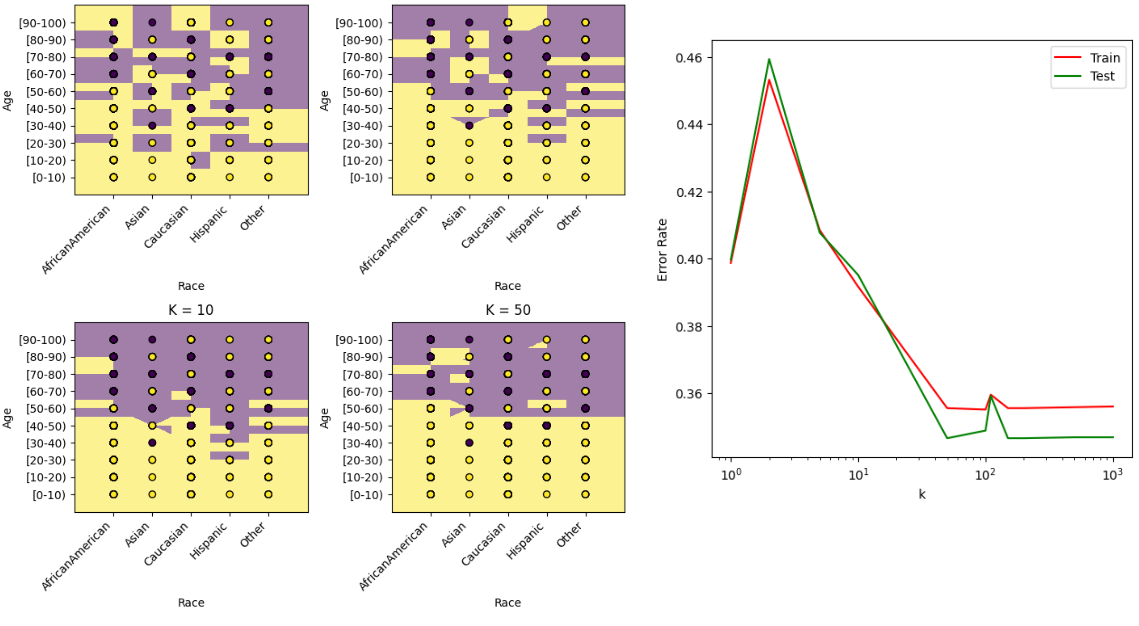 [90-100)
[80-90)
[70-80)
[60-70)
[50-60)
[40-50)
[30-40)
[20-30)
[10-20)
[0-10)
Age
AfricanAmerican
Asian
Caucasian
Hispanic
Other
Race
[90-100)
[80-90)
[70-80)
[60-70)
[50-60)
[40-50)
[30-40)
[20-30)
[10-20)
[0-10)
Age
AfricanAmerican
Asian
Caucasian
Hispanic
Other
Race
K = 10
[90-100)
[80-90)
[70-80)
[60-70)
[50-60)
[40-50)
[30-40)
[20-30)
[10-20)
[0-10)
Age
AfricanAmerican
Asian
Caucasian
Hispanic
Other
Race
K = 50
[90-100)
[80-90)
[70-80)
[60-70)
[50-60)
[40-50)
[30-40)
[20-30)
[10-20)
[0-10)
Age
AfricanAmerican
Asian
Caucasian
Hispanic
Other
Race
Train
Test
0.46
0.44
0.42
0.40
0.38
0.36
Error Rate
10⁰
10¹
10²
10³
k